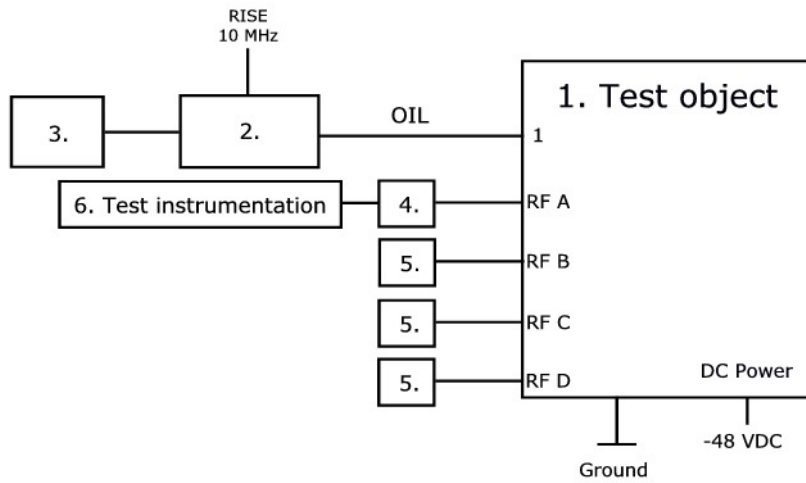 RISE
10 MHz
1. Test object
3.
2.
OIL
1
6. Test instrumentation
4.
RF A
5.
RF B
5.
RF C
5.
RF D
DC Power
-48 VDC
Ground